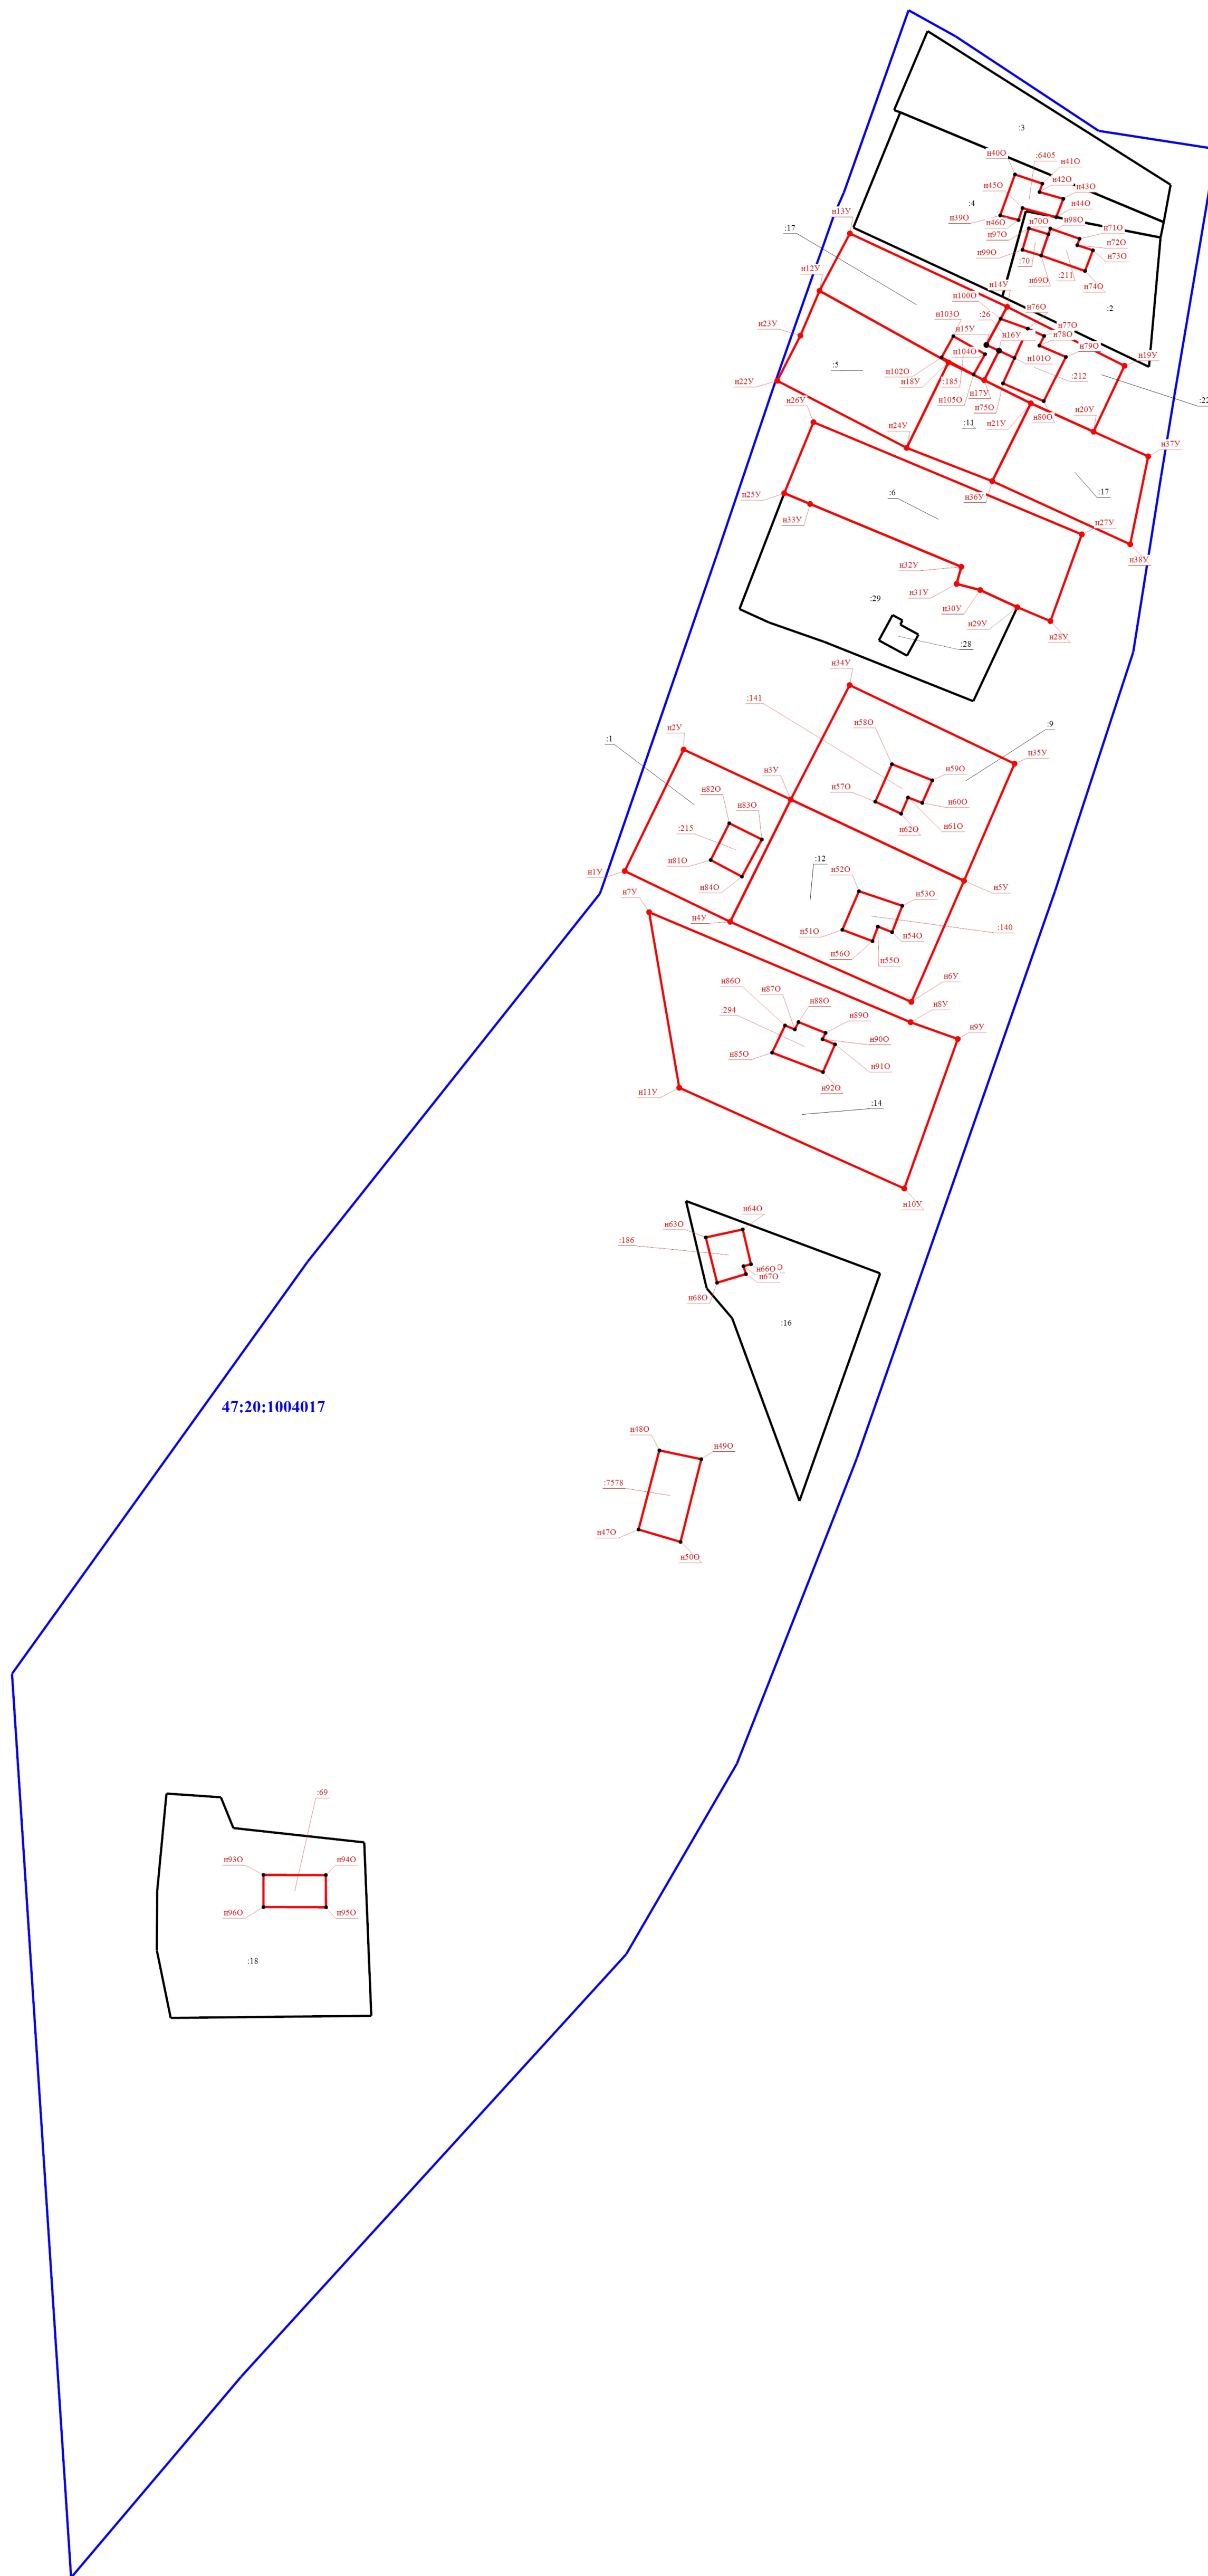 :3
н40О
:6405
н41О
н42О
н45О
н43О
:4
н44О
н39О
н46О
н13У
н70О
н98О
н97О
н71О
:17
н72О
н99О
н73О
:70
н69О
:211
н74О
н12У
н14У
н100О
н76О
:2
н103О
:26
н77О
н15У
н16У
н78О
н23У
н79О
н104О
н101О
н19У
:5
н102О
:212
н22У
н18У
:185
н17У
н105О
н75О
н26У
н80О
н20У
:11
н21У
н24У
н37У
:6
н36У
:17
н25У
н33У
н27У
н32У
н38У
н31У
:29
н30У
н29У
н28У
:28
н34У
:141
н2У
н58О
:9
:1
н35У
н3У
н59О
н82О
н57О
н60О
н83О
:215
н62О
н61О
:12
н81О
н52О
н1У
н84О
н5У
н7У
н53О
н4У
н51О
н54О
:140
н56О
н55О
н86О
н87О
н6У
н88О
н8У
:294
н89О
н9У
н85О
н90О
н91О
н92О
н11У
:14
н10У
н64О
н63О
:186
н66О
н67О
н68О
:16
47:20:1004017
н48О
н49О
:7578
н47О
н50О
:69
н93О
н94О
н96О
н95О
:18